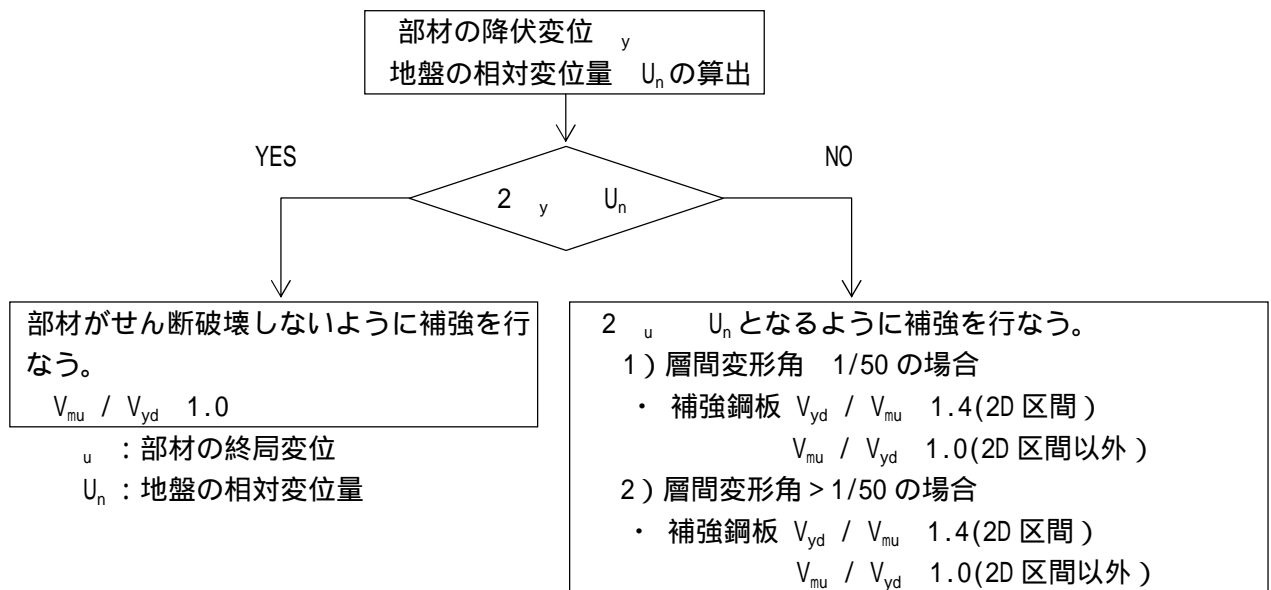 部材の降伏変位 y
地盤の相対変位量 Unの算出
YES
NO
2 y Un
部材がせん断破壊しないように補強を行
なう。
Vmu / Vyd 1.0
u :部材の終局変位
Un:地盤の相対変位量
2 u Unとなるように補強を行なう。
1)層間変形角 1/50 の場合
・ 補強鋼板 Vyd / Vmu 1.4(2D 区間)
Vmu / Vyd 1.0(2D 区間以外)
2)層間変形角>1/50 の場合
・ 補強鋼板 Vyd / Vmu 1.4(2D 区間)
Vmu / Vyd 1.0(2D 区間以外)